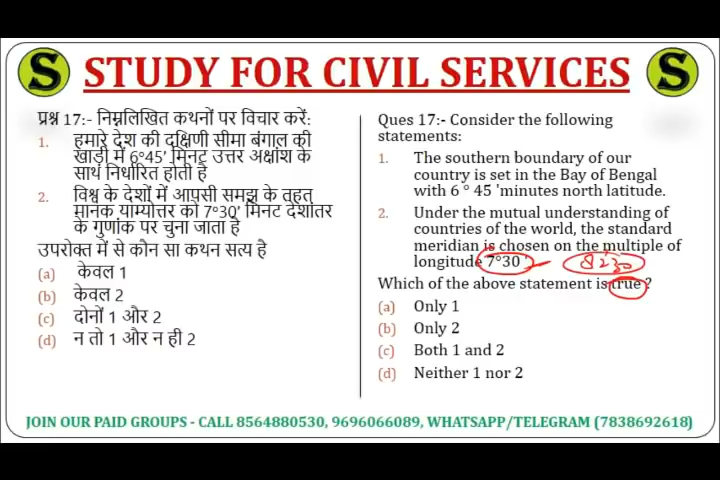 S STUDY FOR CIVIL SERVICES S
प्रश्न 17:- निम्नलिखित कथनों पर विचार करें:
1. हमारे देश की दक्षिणी सीमा बंगाल की
खाड़ी में 6°45' मिनट उत्तर अक्षांश के
साथ निर्धारित होती है
2. विश्व के देशों में आपसी समझ के तहत
मानक याम्योत्तर को 7°30' मिनट देशांतर
के गुणांक पर चुना जाता है
उपरोक्त में से कौन सा कथन सत्य है
(a) केवल 1
(b) केवल 2
(c) दोनों 1 और 2
(d) न तो 1 और न ही 2
Ques 17:- Consider the following
statements:
1. The southern boundary of our
country is set in the Bay of Bengal
with 6 ° 45 'minutes north latitude.
2. Under the mutual understanding of
countries of the world, the standard
meridian is chosen on the multiple of
longitude 7°30 '
Which of the above statement is true ?
(a) Only 1
(b) Only 2
(c) Both 1 and 2
(d) Neither 1 nor 2
JOIN OUR PAID GROUPS - CALL 8564880530, 9696066089, WHATSAPP/TELEGRAM (7838692618)